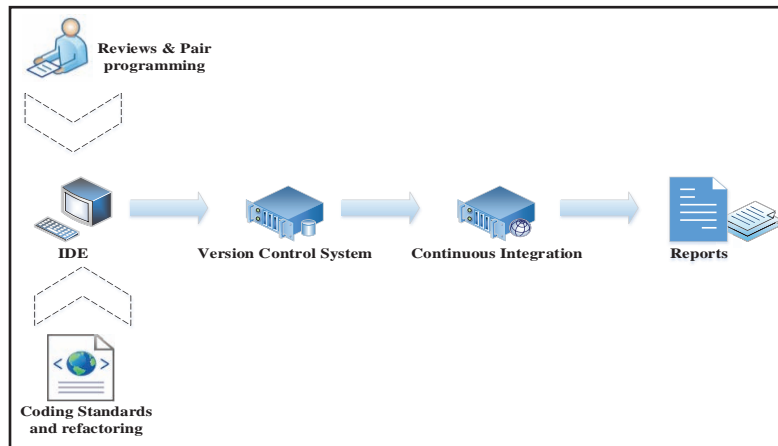 Reviews & Pair
programming
IDE
Version Control System
Continuous Integration
Reports
Coding Standards
and refactoring